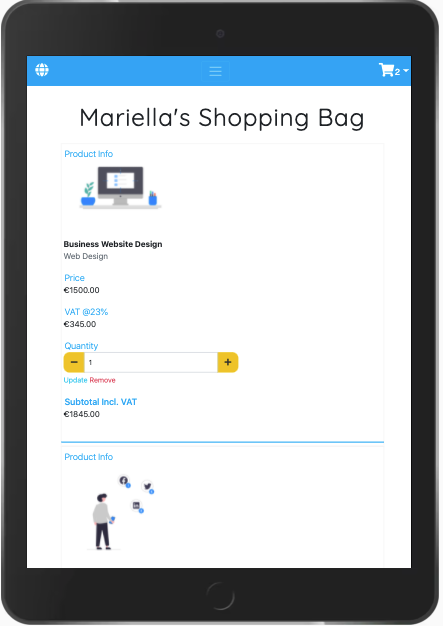 2
Mariella's Shopping Bag
Product Info
Business Website Design
Web Design
Price
€1500.00
VAT @23%
€345.00
Quantity
− 1 +
Update Remove
Subtotal Incl. VAT
€1845.00
Product Info